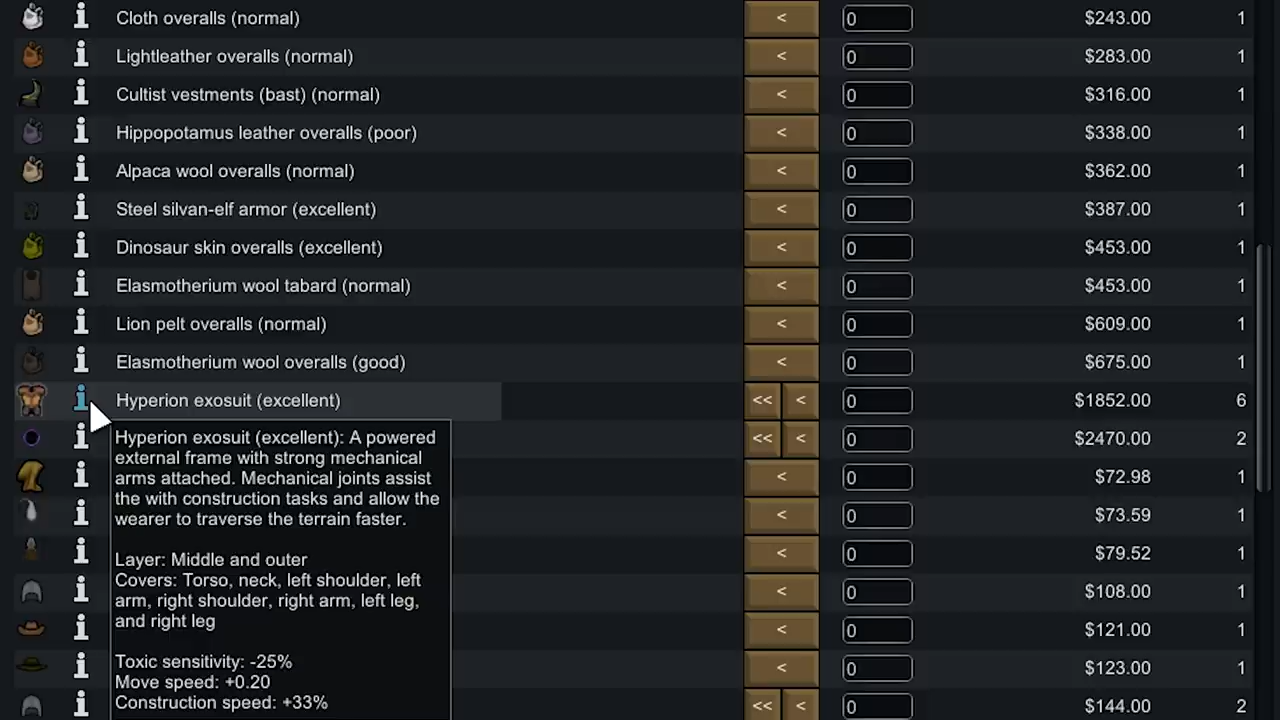 Cloth overalls (normal) < 0 $243.00 1
Lightleather overalls (normal) < 0 $283.00 1
Cultist vestments (bast) (normal) < 0 $316.00 1
Hippopotamus leather overalls (poor) < 0 $338.00 1
Alpaca wool overalls (normal) < 0 $362.00 1
Steel silvan-elf armor (excellent) < 0 $387.00 1
Dinosaur skin overalls (excellent) < 0 $453.00 1
Elasmotherium wool tabard (normal) < 0 $453.00 1
Lion pelt overalls (normal) < 0 $609.00 1
Elasmotherium wool overalls (good) < 0 $675.00 1
Hyperion exosuit (excellent) << < 0 $1852.00 6
<< < 0 $2470.00 2
< 0 $72.98 1
< 0 $73.59 1
< 0 $79.52 1
< 0 $108.00 1
< 0 $121.00 1
< 0 $123.00 1
<< < 0 $144.00 2
Hyperion exosuit (excellent): A powered
external frame with strong mechanical
arms attached. Mechanical joints assist
the with construction tasks and allow the
wearer to traverse the terrain faster.
Layer: Middle and outer
Covers: Torso, neck, left shoulder, left
arm, right shoulder, right arm, left leg,
and right leg
Toxic sensitivity: -25%
Move speed: +0.20
Construction speed: +33%